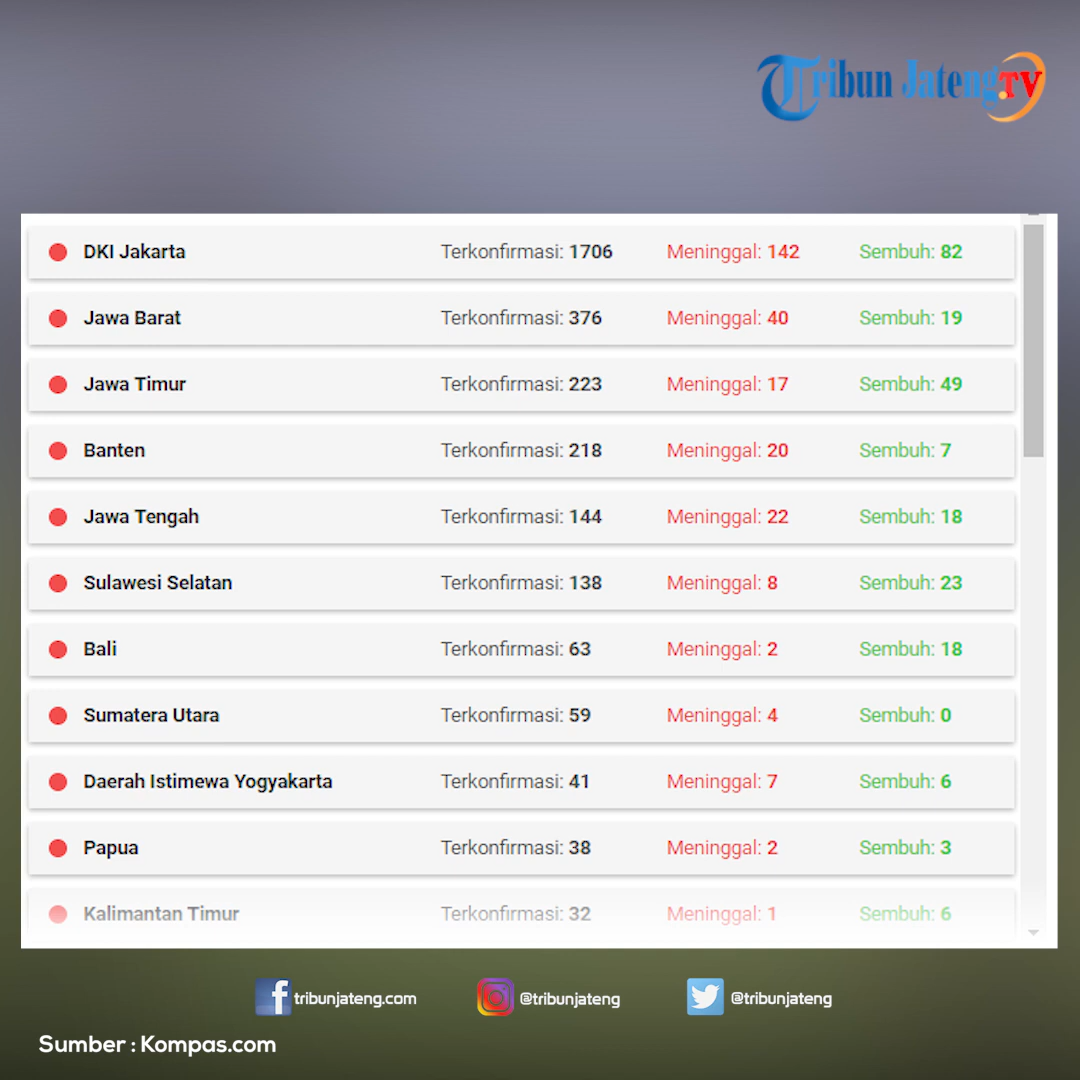 Tribun Jateng.TV
DKI Jakarta Terkonfirmasi: 1706 Meninggal: 142 Sembuh: 82
Jawa Barat Terkonfirmasi: 376 Meninggal: 40 Sembuh: 19
Jawa Timur Terkonfirmasi: 223 Meninggal: 17 Sembuh: 49
Banten Terkonfirmasi: 218 Meninggal: 20 Sembuh: 7
Jawa Tengah Terkonfirmasi: 144 Meninggal: 22 Sembuh: 18
Sulawesi Selatan Terkonfirmasi: 138 Meninggal: 8 Sembuh: 23
Bali Terkonfirmasi: 63 Meninggal: 2 Sembuh: 18
Sumatera Utara Terkonfirmasi: 59 Meninggal: 4 Sembuh: 0
Daerah Istimewa Yogyakarta Terkonfirmasi: 41 Meninggal: 7 Sembuh: 6
Papua Terkonfirmasi: 38 Meninggal: 2 Sembuh: 3
Kalimantan Timur Terkonfirmasi: 32 Meninggal: 1 Sembuh: 6
tribunjateng.com @tribunjateng @tribunjateng
Sumber : Kompas.com